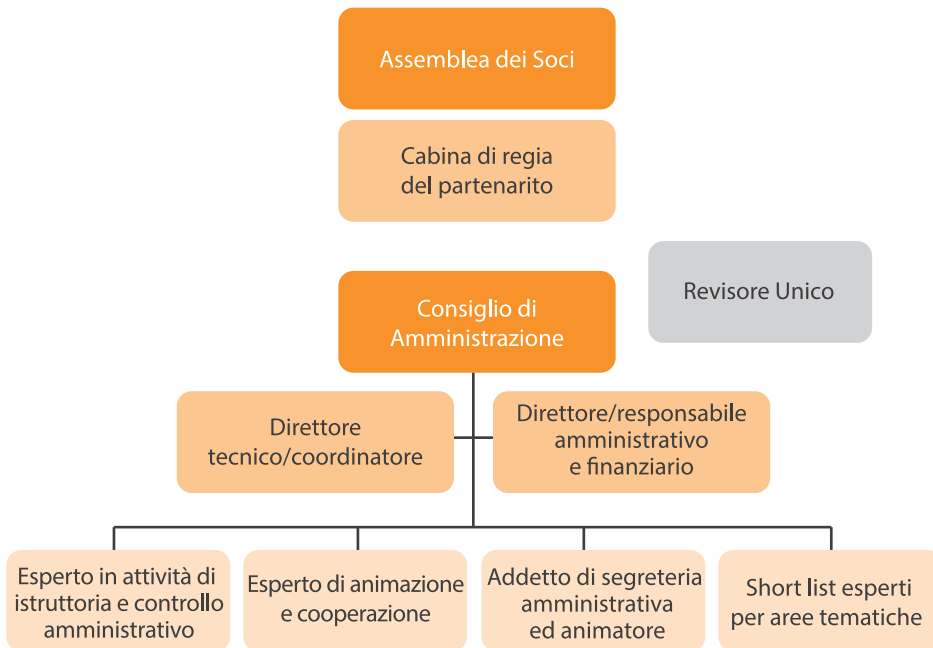 Assemblea dei Soci
Cabina di regia
del partenarito
Revisore Unico
Consiglio di
Amministrazione
Direttore
tecnico/coordinatore
Direttore/responsabile
amministrativo
e finanziario
Esperto in attività di
istruttoria e controllo
amministrativo
Esperto di animazione
e cooperazione
Addetto di segreteria
amministrativa
ed animatore
Short list esperti
per aree tematiche